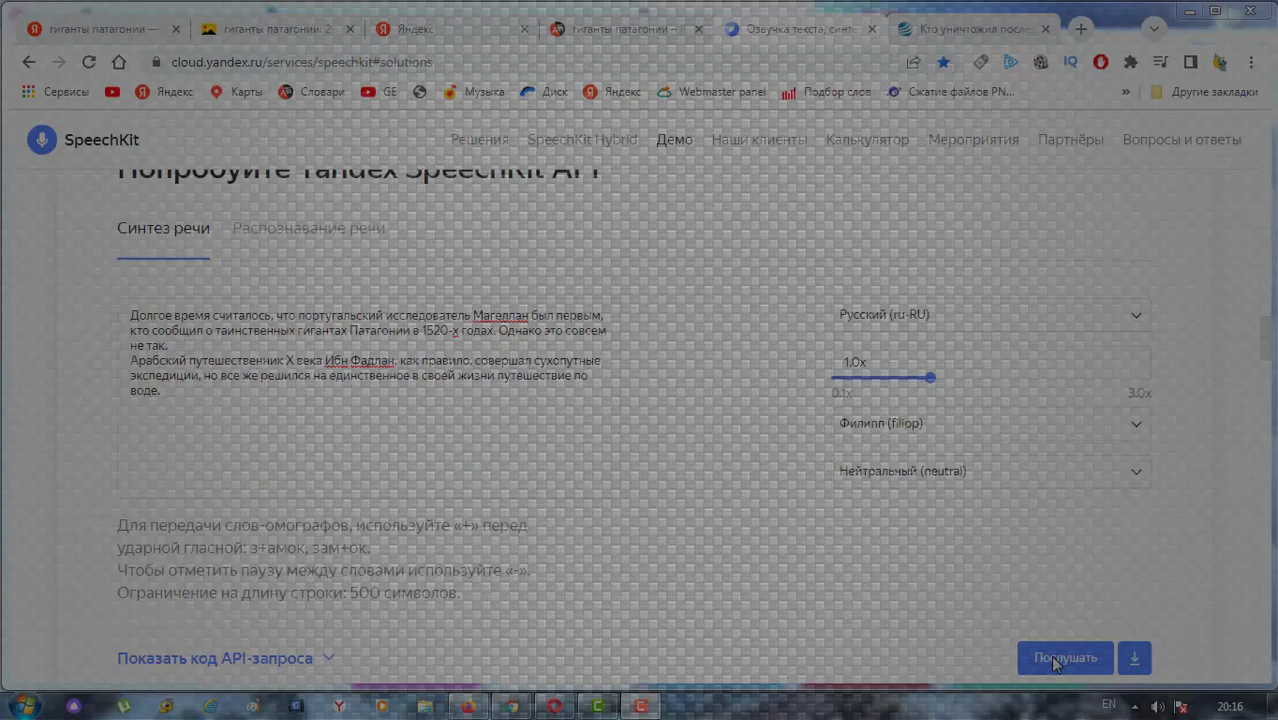 гиганты патагонии —
гиганты патагонии: 2
Яндекс
гиганты патагонии –
Озвучка текста, синте
Кто уничтожил после
cloud.yandex.ru/services/speechkit#solutions
IQ
Сервисы
Яндекс
Карты
Словари
GE
Музыка
Диск
Яндекс
Webmaster panel
Подбор слов
Сжатие файлов PN...
»
Другие закладки
SpeechKit
Решения
SpeechKit Hybrid
Демо
Наши клиенты
Калькулятор
Мероприятия
Партнёры
Вопросы и ответы
Попробуйте Yandex SpeechKit API
Синтез речи
Распознавание речи
Долгое время считалось, что португальский исследователь Магеллан был первым,
кто сообщил о таинственных гигантах Патагонии в 1520-х годах. Однако это совсем
не так.
Арабский путешественник X века Ибн Фадлан, как правило, совершал сухопутные
экспедиции, но все же решился на единственное в своей жизни путешествие по
воде.
Русский (ru-RU)
1.0x
0.1x
3.0x
Филипп (filipp)
Нейтральный (neutral)
Для передачи слов-омографов, используйте «+» перед
ударной гласной: з+амок, зам+ок.
Чтобы отметить паузу между словами используйте «-».
Ограничение на длину строки: 500 символов.
Показать код API-запроса
Послушать
EN
20:16